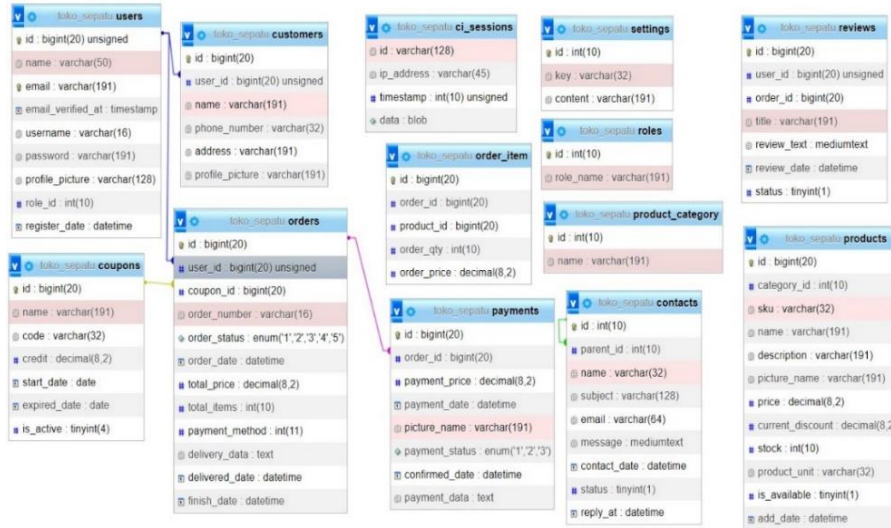 toko_sepatu users
id : bigint(20) unsigned
name : varchar(50)
email : varchar(191)
email_verified_at : timestamp
username : varchar(16)
password : varchar(191)
profile_picture : varchar(128)
role_id : int(10)
register_date : datetime
toko_sepatu customers
id : bigint(20)
user_id : bigint(20) unsigned
name : varchar(191)
phone_number : varchar(32)
address : varchar(191)
profile_picture : varchar(191)
toko_sepatu ci_sessions
id : varchar(128)
ip_address : varchar(45)
timestamp : int(10) unsigned
data : blob
toko_sepatu settings
id : int(10)
key : varchar(32)
content : varchar(191)
toko_sepatu reviews
id : bigint(20)
user_id : bigint(20) unsigned
order_id : bigint(20)
title : varchar(191)
review_text : mediumtext
review_date : datetime
status : tinyint(1)
toko_sepatu roles
id : int(10)
role_name : varchar(191)
toko_sepatu order_item
id : bigint(20)
order_id : bigint(20)
product_id : bigint(20)
order_qty : int(10)
order_price : decimal(8,2)
toko_sepatu product_category
id : int(10)
name : varchar(191)
toko_sepatu orders
id : bigint(20)
user_id : bigint(20) unsigned
coupon_id : bigint(20)
order_number : varchar(16)
order_status : enum('1','2','3','4','5')
order_date : datetime
total_price : decimal(8,2)
total_items : int(10)
payment_method : int(11)
delivery_data : text
delivered_date : datetime
finish_date : datetime
toko_sepatu coupons
id : bigint(20)
name : varchar(191)
code : varchar(32)
credit : decimal(8,2)
start_date : date
expired_date : date
is_active : tinyint(4)
toko_sepatu payments
id : bigint(20)
order_id : bigint(20)
payment_price : decimal(8,2)
payment_date : datetime
picture_name : varchar(191)
payment_status : enum('1','2','3')
confirmed_date : datetime
payment_data : text
toko_sepatu contacts
id : int(10)
parent_id : int(10)
name : varchar(32)
subject : varchar(128)
email : varchar(64)
message : mediumtext
contact_date : datetime
status : tinyint(1)
reply_at : datetime
toko_sepatu products
id : bigint(20)
category_id : int(10)
sku : varchar(32)
name : varchar(191)
description : varchar(191)
picture_name : varchar(191)
price : decimal(8,2)
current_discount : decimal(8,2
stock : int(10)
product_unit : varchar(32)
is_available : tinyint(1)
add_date : datetime